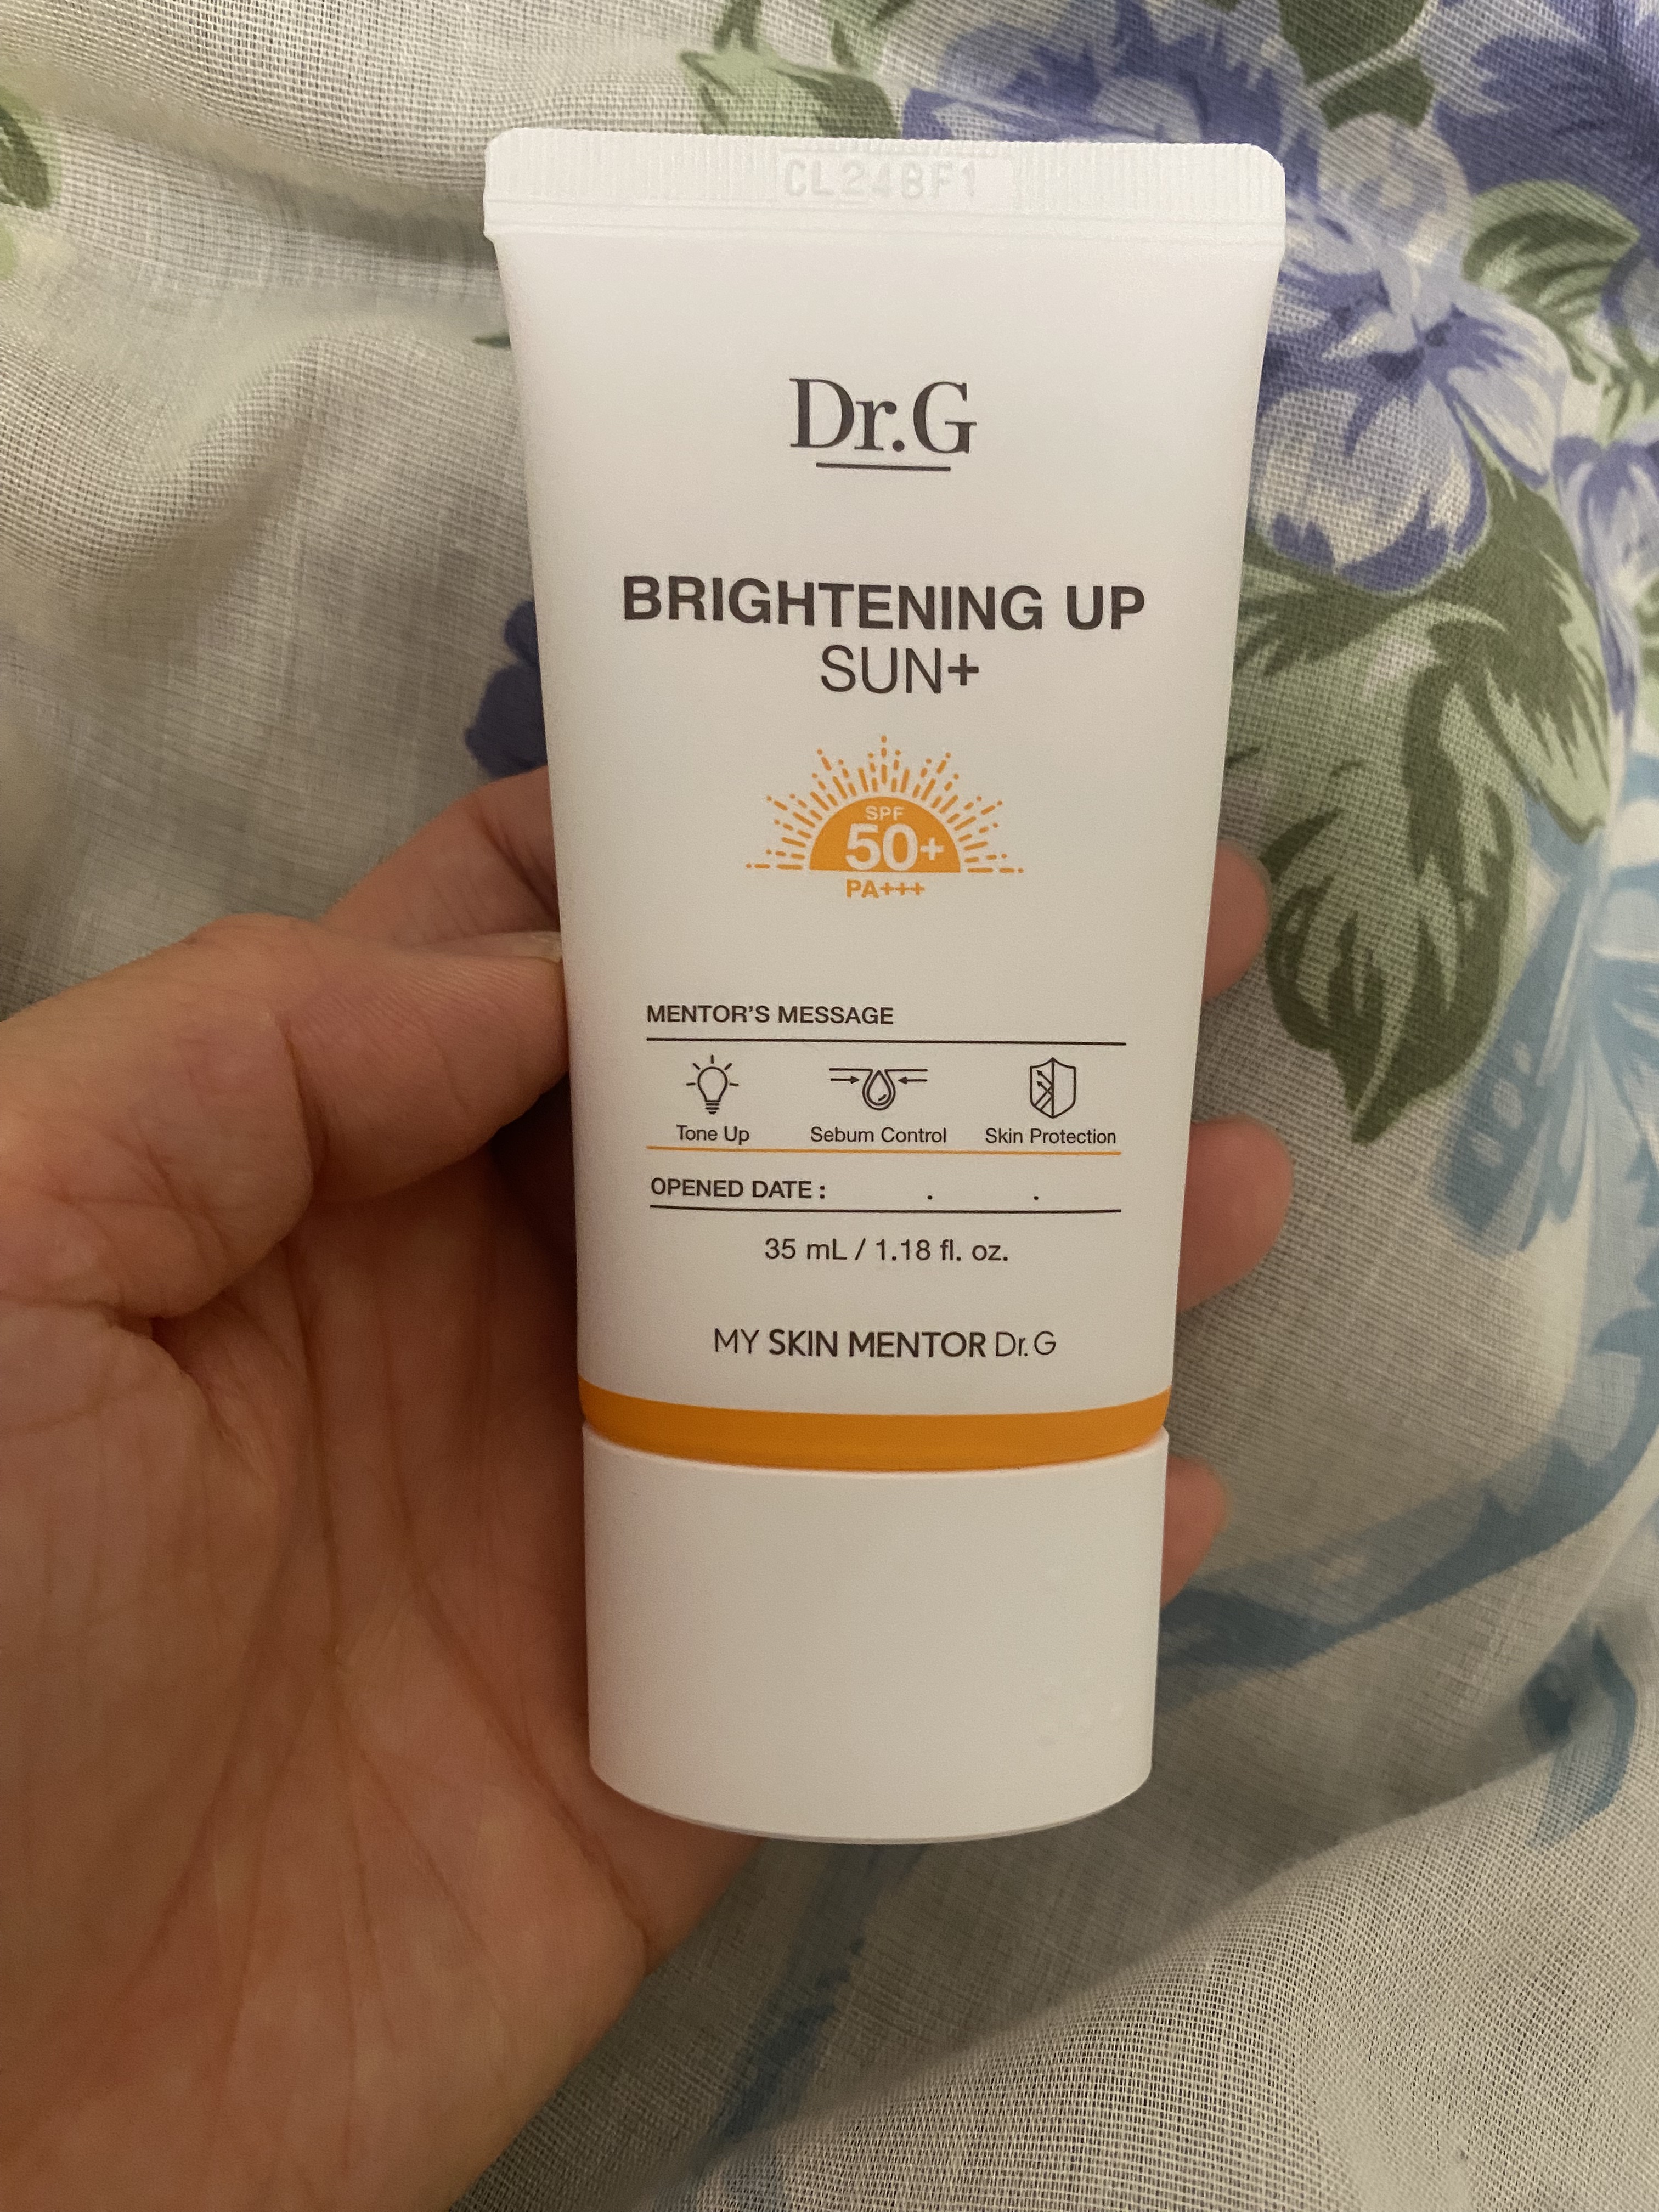 CL24BF1
Dr.G
BRIGHTENING UP
SUN+
SPF
50+
PA+++
MENTOR'S MESSAGE
Tone Up Sebum Control Skin Protection
OPENED DATE : . .
35 mL / 1.18 fl. oz.
MY SKIN MENTOR Dr.G